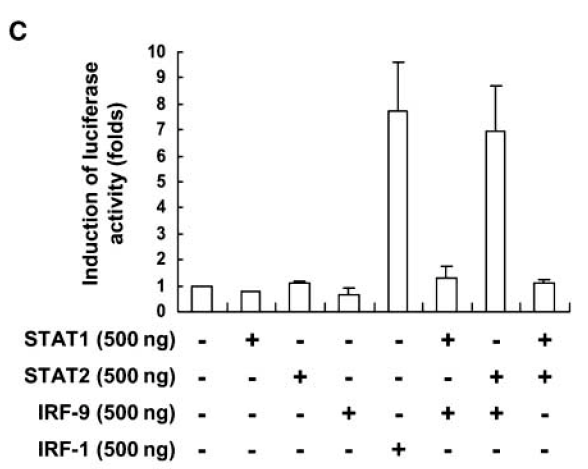 C
Induction of luciferase
activity (folds)
10
9
8
7
6
5
4
3
2
1
0
STAT1 (500 ng) - + - - - + - +
STAT2 (500 ng) - - + - - - + +
IRF-9 (500 ng) - - - + - + + -
IRF-1 (500 ng) - - - - + - - -